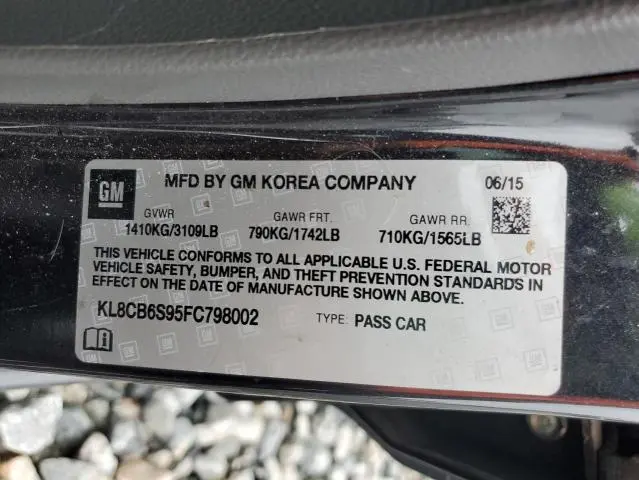 GM
MFD BY GM KOREA COMPANY
06/15
GVWR
GAWR FRT.
GAWR RR.
1410KG/3109LB
790KG/1742LB
710KG/1565LB
THIS VEHICLE CONFORMS TO ALL APPLICABLE U.S. FEDERAL MOTOR
VEHICLE SAFETY, BUMPER, AND THEFT PREVENTION STANDARDS IN
EFFECT ON THE DATE OF MANUFACTURE SHOWN ABOVE.
KL8CB6S95FC798002
TYPE: PASS CAR